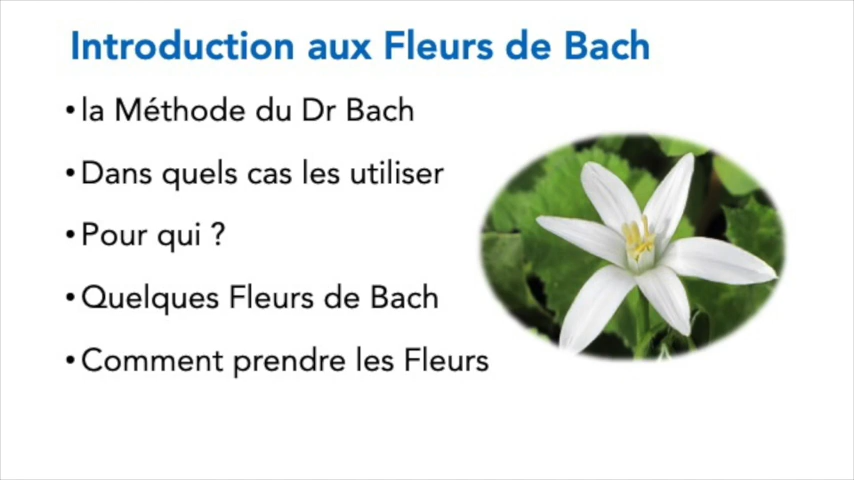 Introduction aux Fleurs de Bach
•la Méthode du Dr Bach
•Dans quels cas les utiliser
•Pour qui ?
•Quelques Fleurs de Bach
•Comment prendre les Fleurs